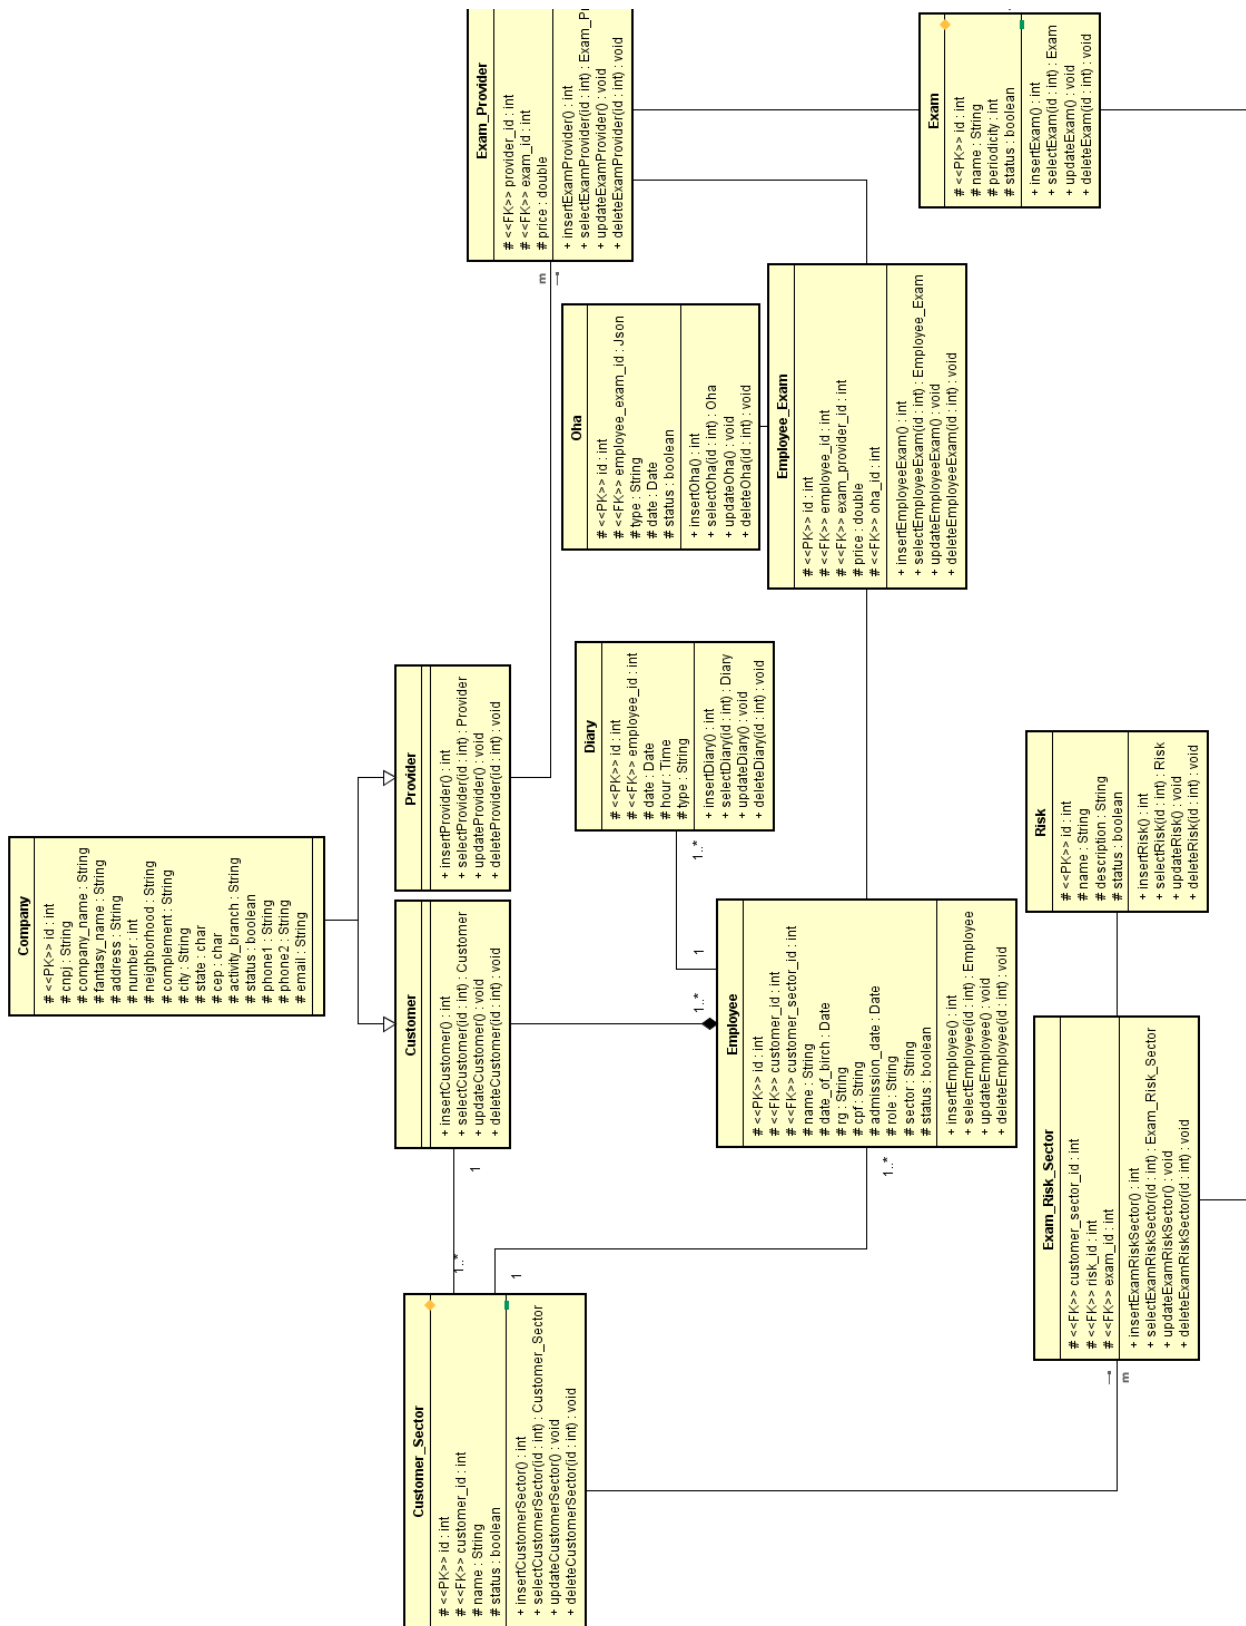 Company
# <<PK>> id : int
# cnpj : String
# company_name : String
# fantasy_name : String
# address : String
# number : int
# neighborhood : String
# complement : String
# city : String
# state : char
# cep : char
# activity_branch : String
# status : boolean
# phone1 : String
# phone2 : String
# email : String
Customer
+ insertCustomer() : int
+ selectCustomer(id : int) : Customer
+ updateCustomer() : void
+ deleteCustomer(id : int) : void
Provider
+ insertProvider() : int
+ selectProvider(id : int) : Provider
+ updateProvider() : void
+ deleteProvider(id : int) : void
Exam_Provider
# <<FK>> provider_id : int
# <<FK>> exam_id : int
# price : double
+ insertExamProvider() : int
+ selectExamProvider(id : int) : Exam_P
+ updateExamProvider() : void
+ deleteExamProvider(id : int) : void
m
Customer_Sector
# <<PK>> id : int
# <<FK>> customer_id : int
# name : String
# status : boolean
+ insertCustomerSector() : int
+ selectCustomerSector(id : int) : Customer_Sector
+ updateCustomerSector() : void
+ deleteCustomerSector(id : int) : void
1..*
1
1
Oha
# <<PK>> id : int
# <<FK>> employee_exam_id : Json
# type : String
# date : Date
# status : boolean
+ insertOha() : int
+ selectOha(id : int) : Oha
+ updateOha() : void
+ deleteOha(id : int) : void
Diary
# <<PK>> id : int
# <<FK>> employee_id : int
# date : Date
# hour : Time
# type : String
+ insertDiary() : int
+ selectDiary(id : int) : Diary
+ updateDiary() : void
+ deleteDiary(id : int) : void
1..*
1
1..*
Employee
# <<PK>> id : int
# <<FK>> customer_id : int
# <<FK>> customer_sector_id : int
# name : String
# date_of_birch : Date
# rg : String
# cpf : String
# admission_date : Date
# role : String
# sector : String
# status : boolean
+ insertEmployee() : int
+ selectEmployee(id : int) : Employee
+ updateEmployee() : void
+ deleteEmployee(id : int) : void
1..*
Employee_Exam
# <<PK>> id : int
# <<FK>> employee_id : int
# <<FK>> exam_provider_id : int
# price : double
# <<FK>> oha_id : int
+ insertEmployeeExam() : int
+ selectEmployeeExam(id : int) : Employee_Exam
+ updateEmployeeExam() : void
+ deleteEmployeeExam(id : int) : void
Exam
# <<PK>> id : int
# name : String
# periodicity : int
# status : boolean
+ insertExam() : int
+ selectExam(id : int) : Exam
+ updateExam() : void
+ deleteExam(id : int) : void
Risk
# <<PK>> id : int
# name : String
# description : String
# status : boolean
+ insertRisk() : int
+ selectRisk(id : int) : Risk
+ updateRisk() : void
+ deleteRisk(id : int) : void
Exam_Risk_Sector
# <<FK>> customer_sector_id : int
# <<FK>> risk_id : int
# <<FK>> exam_id : int
+ insertExamRiskSector() : int
+ selectExamRiskSector(id : int) : Exam_Risk_Sector
+ updateExamRiskSector() : void
+ deleteExamRiskSector(id : int) : void
m